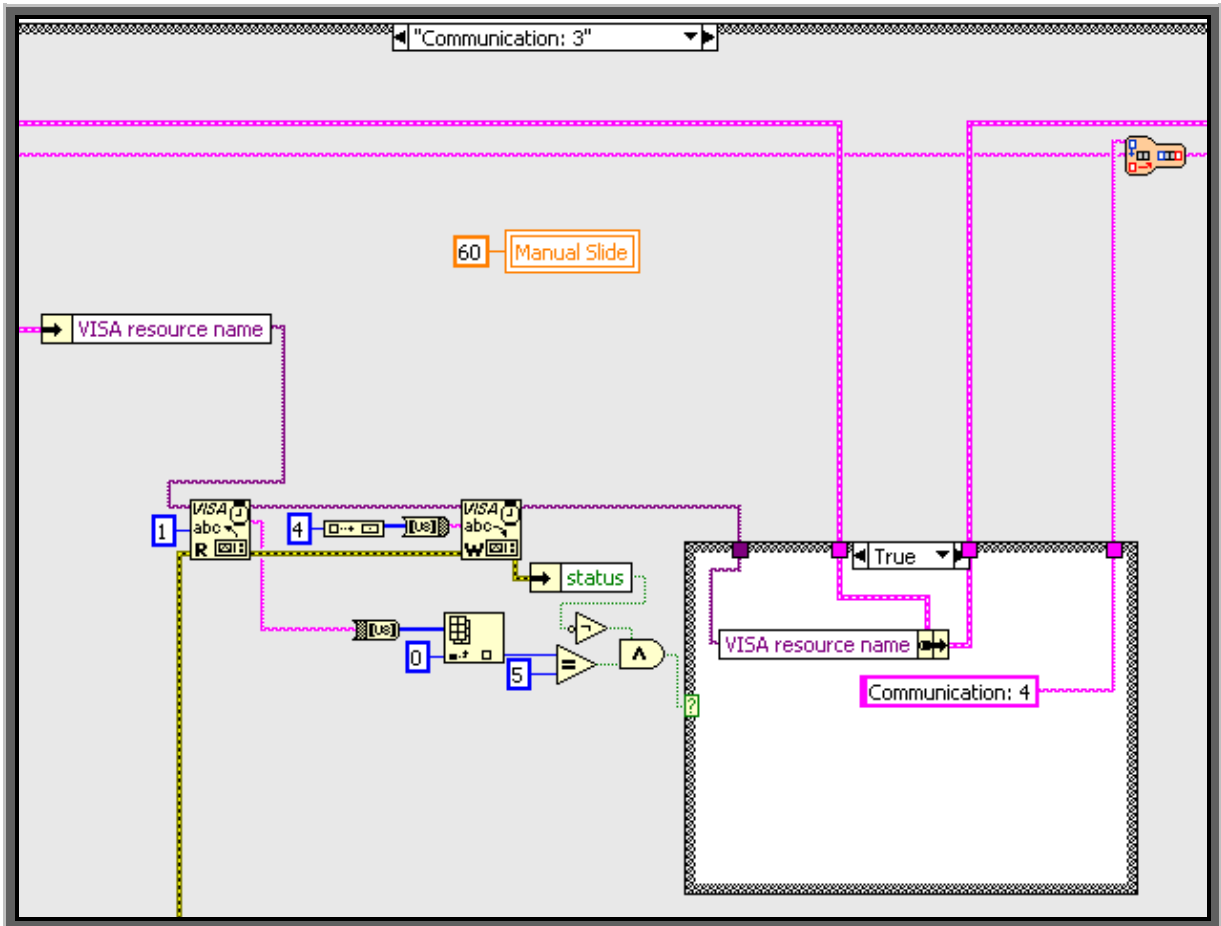 "Communication: 3"
60 Manual Slide
VISA resource name
VISA
abc
R
1
4
[U8]
VISA
abc
W
status
True
[U8]
0
5
=
?
VISA resource name
Communication: 4